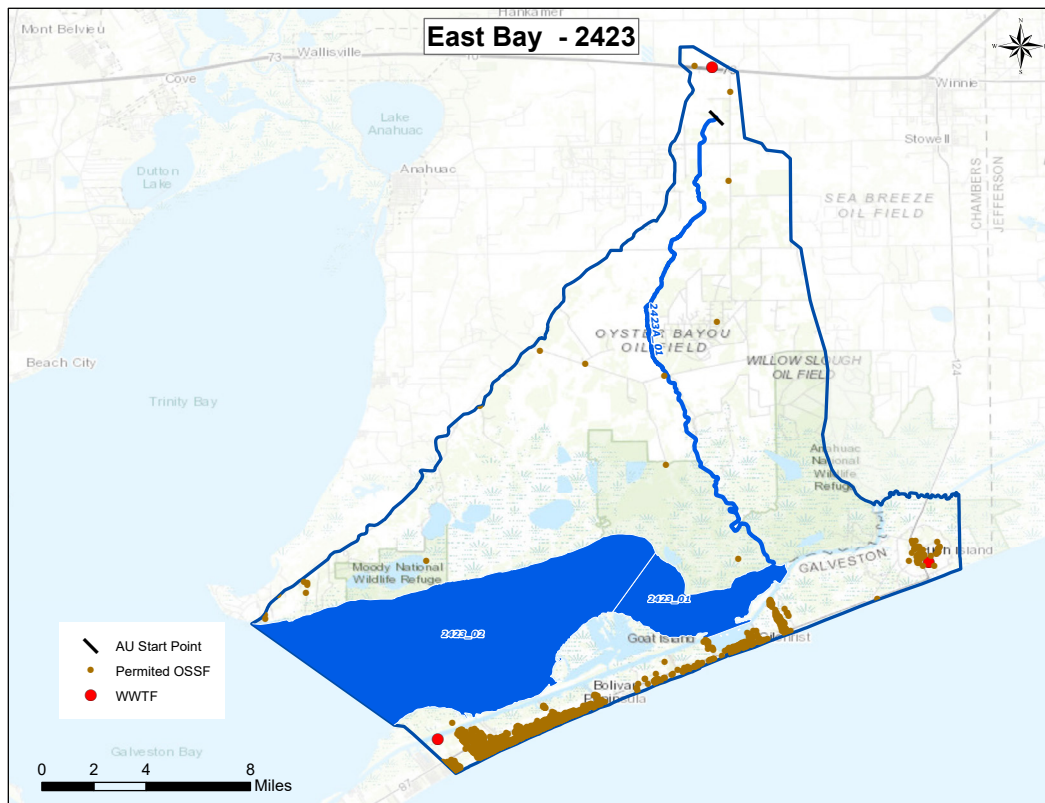 Hankamer
Mont Belvieu
East Bay - 2423
N
W
S
Wallisville
73
10
Cove
73
Winnie
Lake
Anahuac
Stowell
Anahuac
Dutton
Lake
CHAMBERS
JEFFERSON
SEA BREEZE
OIL FIELD
2423A_01
OYSTER BAYOU
OIL FIELD
WILLOW SLOUGH
OIL FIELD
124
Beach City
Trinity Bay
Anahuac
National
Wildlife
Refuge
GALVESTON
Island
Moody National
Wildlife Refuge
2423_01
2423_02
Goat Island
Gilchrist
AU Start Point
Permited OSSF
WWTF
Bolivar
Peninsula
Galveston Bay
87
0 2 4 8
Miles